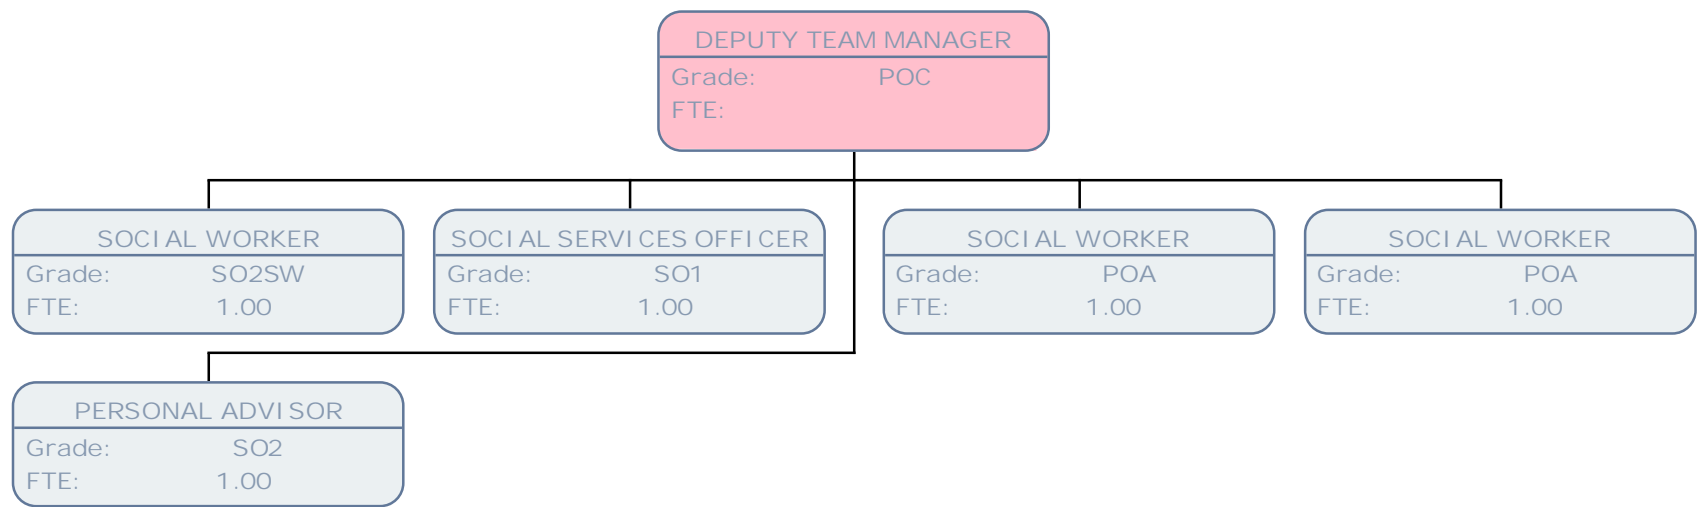 DEPUTY TEAM MANAGER
Grade: POC
FTE:
SOCIAL WORKER
Grade: SO2SW
FTE: 1.00
SOCIAL SERVICES OFFICER
Grade: SO1
FTE: 1.00
SOCIAL WORKER
Grade: POA
FTE: 1.00
SOCIAL WORKER
Grade: POA
FTE: 1.00
PERSONAL ADVISOR
Grade: SO2
FTE: 1.00